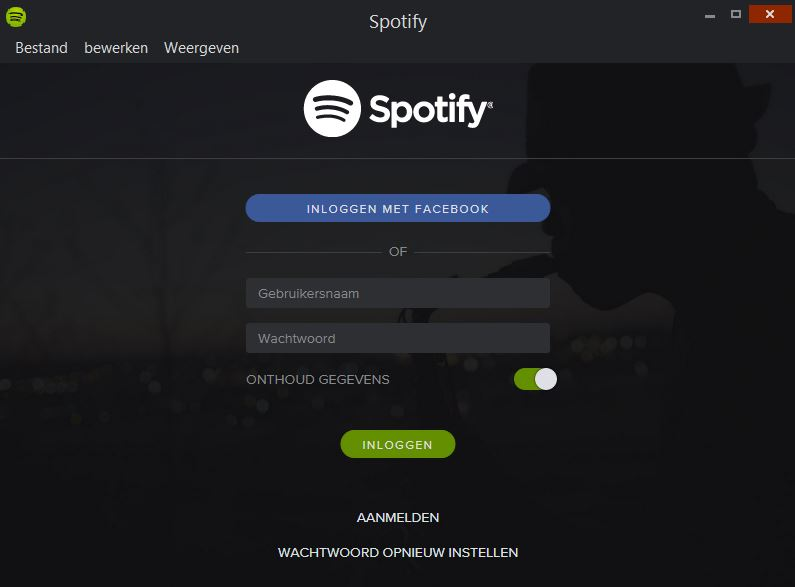 Spotify
Bestand bewerken Weergeven
Spotify®
INLOGGEN MET FACEBOOK
OF
Gebruikersnaam
Wachtwoord
ONTHOUD GEGEVENS
INLOGGEN
AANMELDEN
WACHTWOORD OPNIEUW INSTELLEN